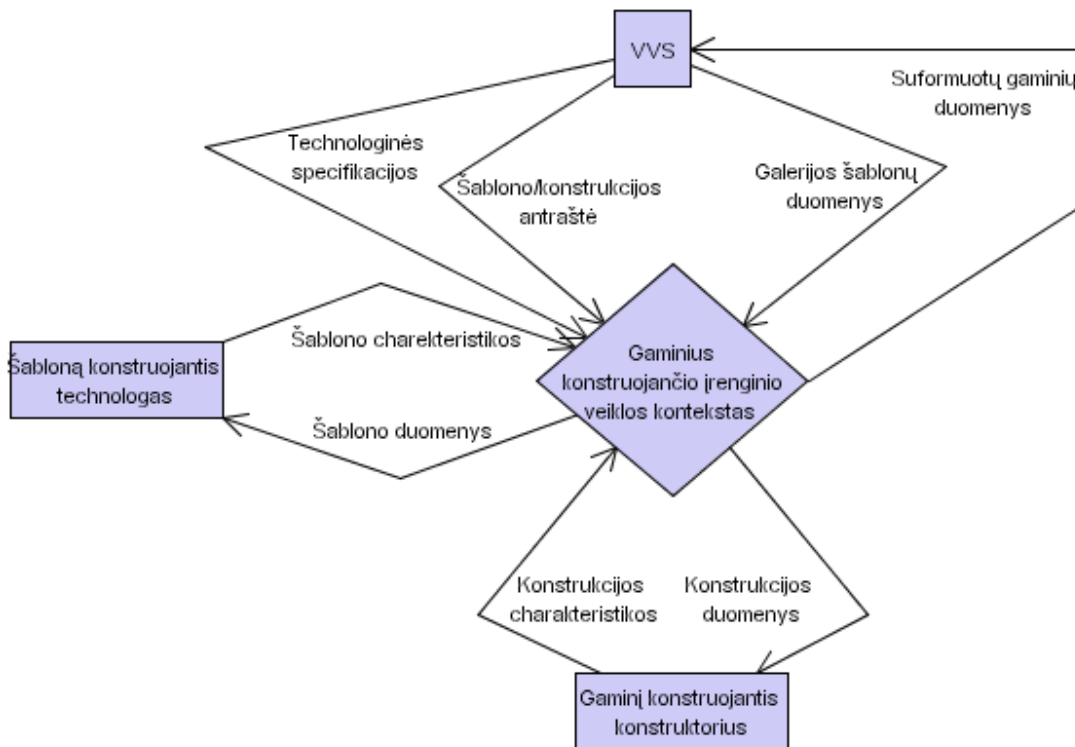 VVS
Suformuotų gaminių
duomenys
Technologinės
specifikacijos
Šablono/konstrukcijos
antraštė
Galerijos šablonų
duomenys
Šablono charekteristikos
Šabloną konstruojantis
technologas
Gaminius
konstruojančio įrenginio
veiklos kontekstas
Šablono duomenys
Konstrukcijos
charakteristikos
Konstrukcijos
duomenys
Gaminį konstruojantis
konstruktorius